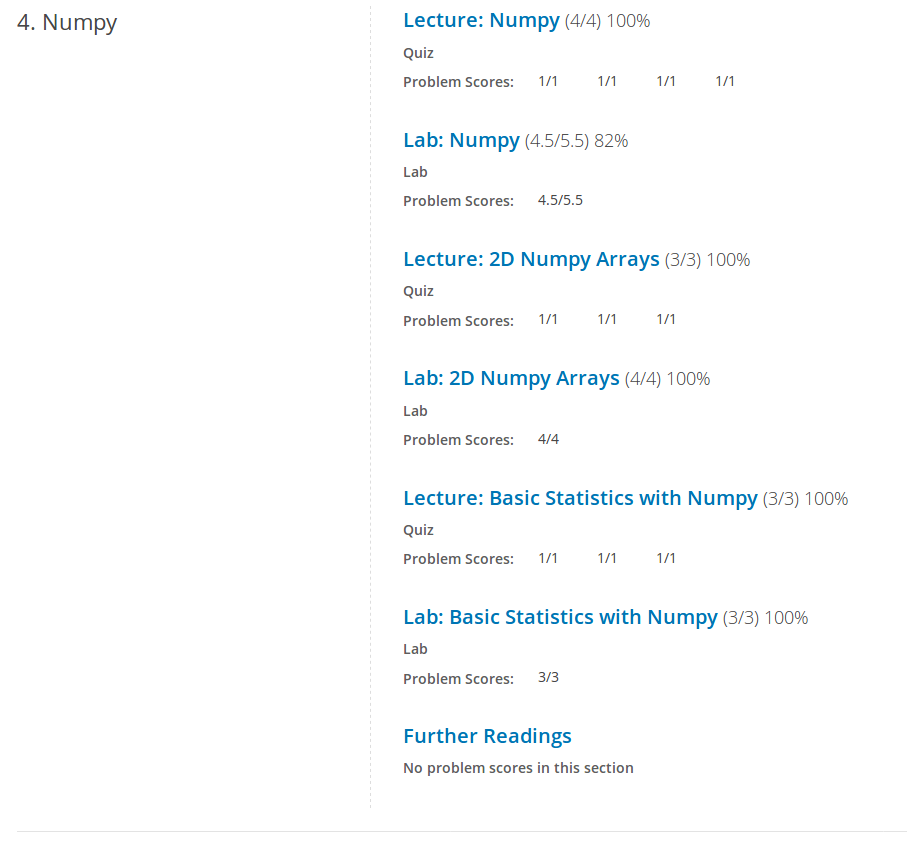 4. Numpy
Lecture: Numpy (4/4) 100%
Quiz
Problem Scores: 1/1 1/1 1/1 1/1
Lab: Numpy (4.5/5.5) 82%
Lab
Problem Scores: 4.5/5.5
Lecture: 2D Numpy Arrays (3/3) 100%
Quiz
Problem Scores: 1/1 1/1 1/1
Lab: 2D Numpy Arrays (4/4) 100%
Lab
Problem Scores: 4/4
Lecture: Basic Statistics with Numpy (3/3) 100%
Quiz
Problem Scores: 1/1 1/1 1/1
Lab: Basic Statistics with Numpy (3/3) 100%
Lab
Problem Scores: 3/3
Further Readings
No problem scores in this section